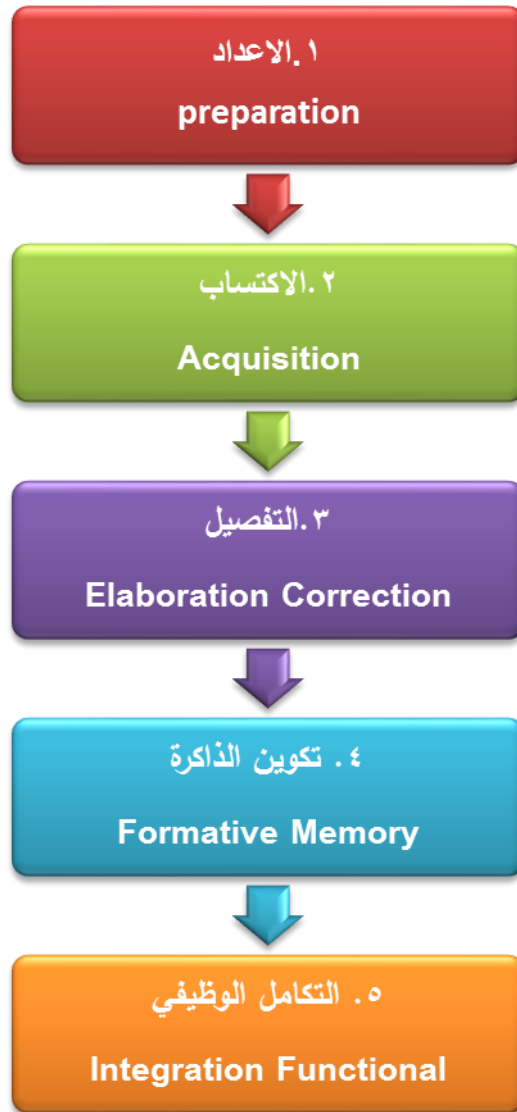 ١.الاعداد
preparation
٢.الاكتساب
Acquisition
٣.التفصيل
Elaboration Correction
٤. تكوين الذاكرة
Formative Memory
٥. التكامل الوظيفي
Integration Functional